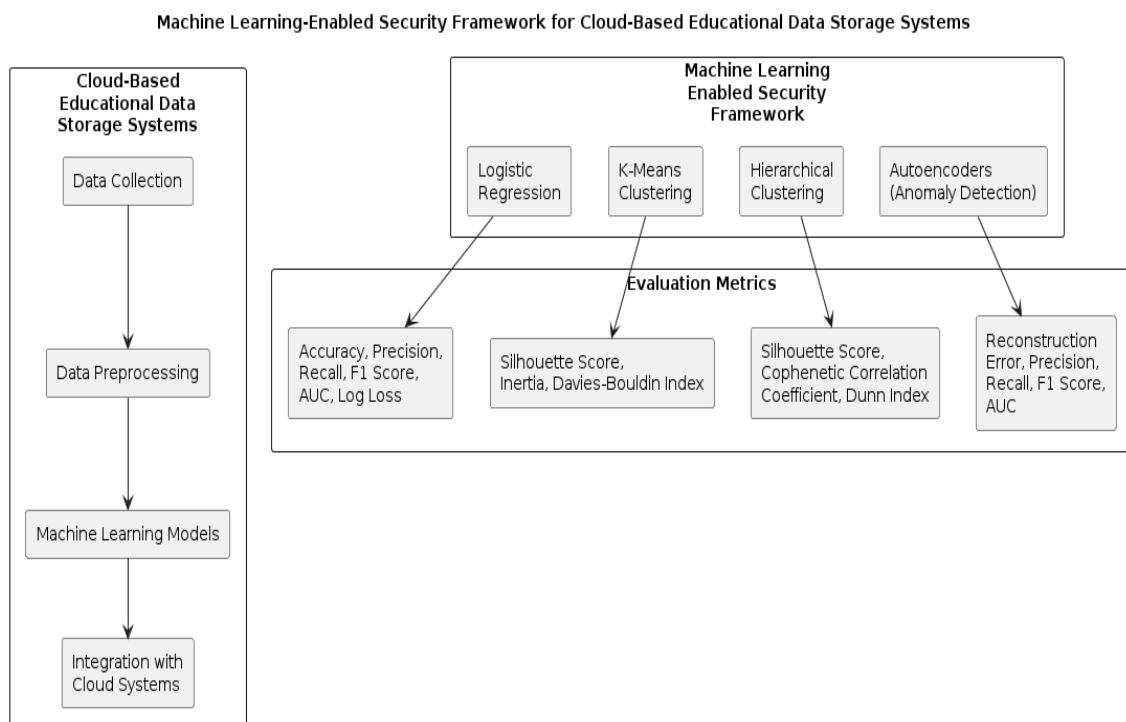 Machine Learning-Enabled Security Framework for Cloud-Based Educational Data Storage Systems
Cloud-Based
Educational Data
Storage Systems
Data Collection
Data Preprocessing
Machine Learning Models
Integration with
Cloud Systems
Machine Learning
Enabled Security
Framework
Logistic
Regression
K-Means
Clustering
Hierarchical
Clustering
Autoencoders
(Anomaly Detection)
Evaluation Metrics
Accuracy, Precision,
Recall, F1 Score,
AUC, Log Loss
Silhouette Score,
Inertia, Davies-Bouldin Index
Silhouette Score,
Cophenetic Correlation
Coefficient, Dunn Index
Reconstruction
Error, Precision,
Recall, F1 Score,
AUC